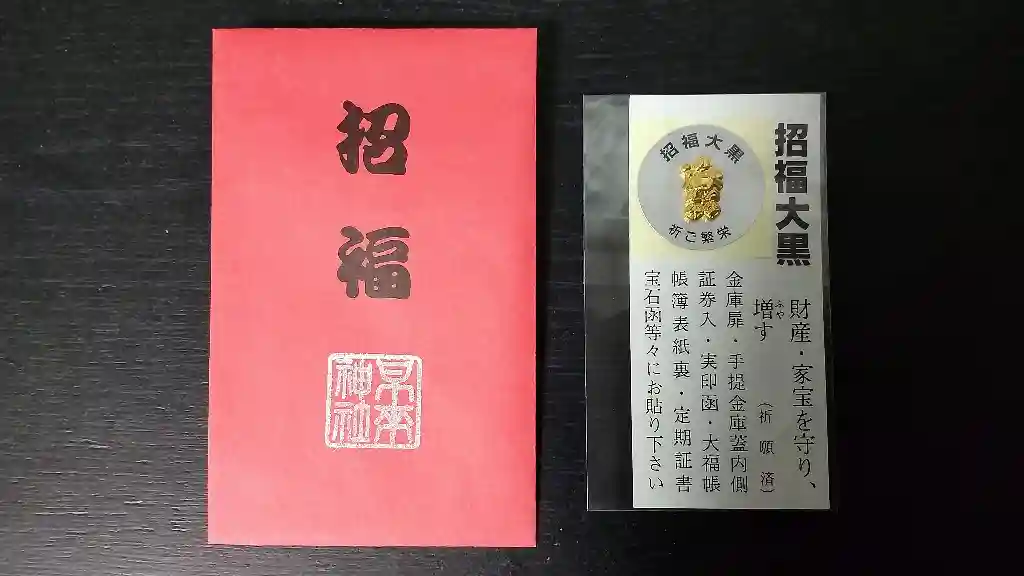 招福
神社
招福大黒
招福大黒
祈ご繁栄
財産・家宝を守り、
ふや
増す（祈願済）
金庫扉・手提金庫蓋内側
証券入・実印函・大福帳
帳簿表紙裏・定期証書
宝石函等々にお貼り下さい